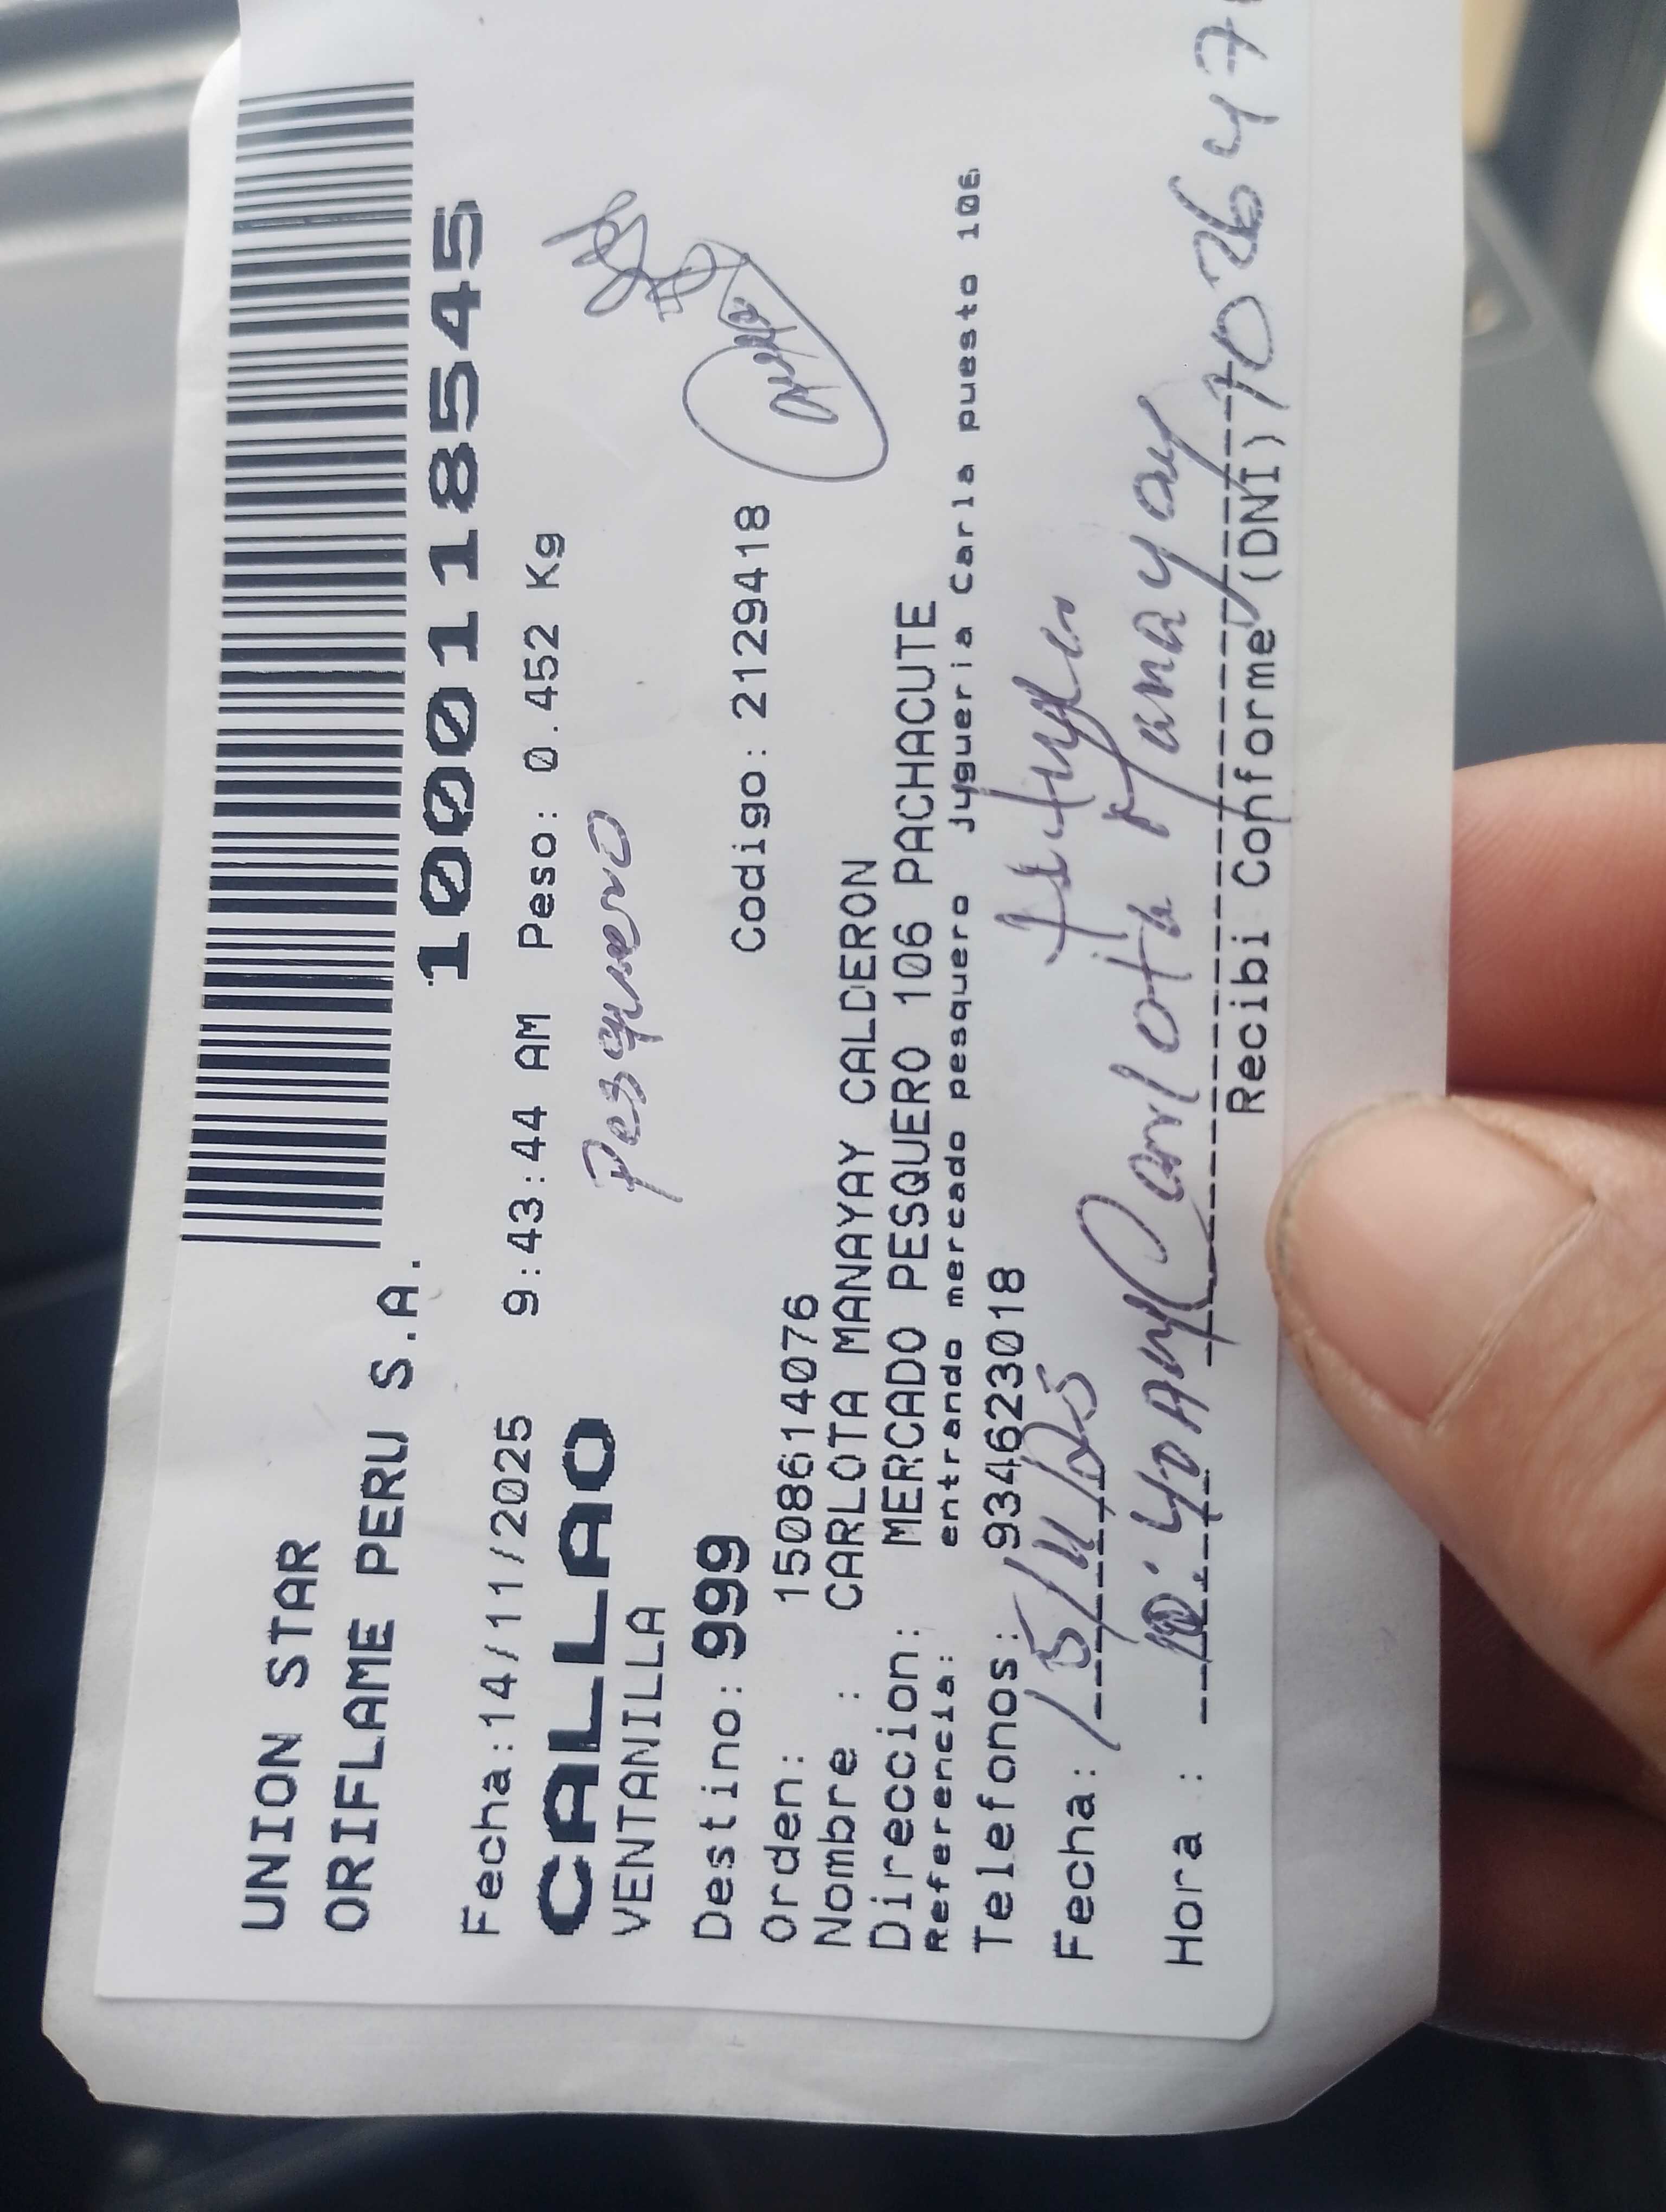 UNION STAR
ORIFLAME PERU S.A.
100118545
Fecha:14/11/2025 9:43:44 AM Peso: 0.452 Kg
CALLAO
Pesquero
VENTANILLA
Destino: 999 Codigo: 2129418
Orden: 1508614076
Nombre : CARLOTA MANAYAY CALDERON
Direccion: MERCADO PESQUERO 106 PACHACUTE
Referencia: entrando mercado pesquero jugueria Carla puesto 106
Telefonos: 934623018
Fecha: 15/11/25
Hora : 10:40 AM Carlota Manayay 702647
Recibi Conforme (DNI)